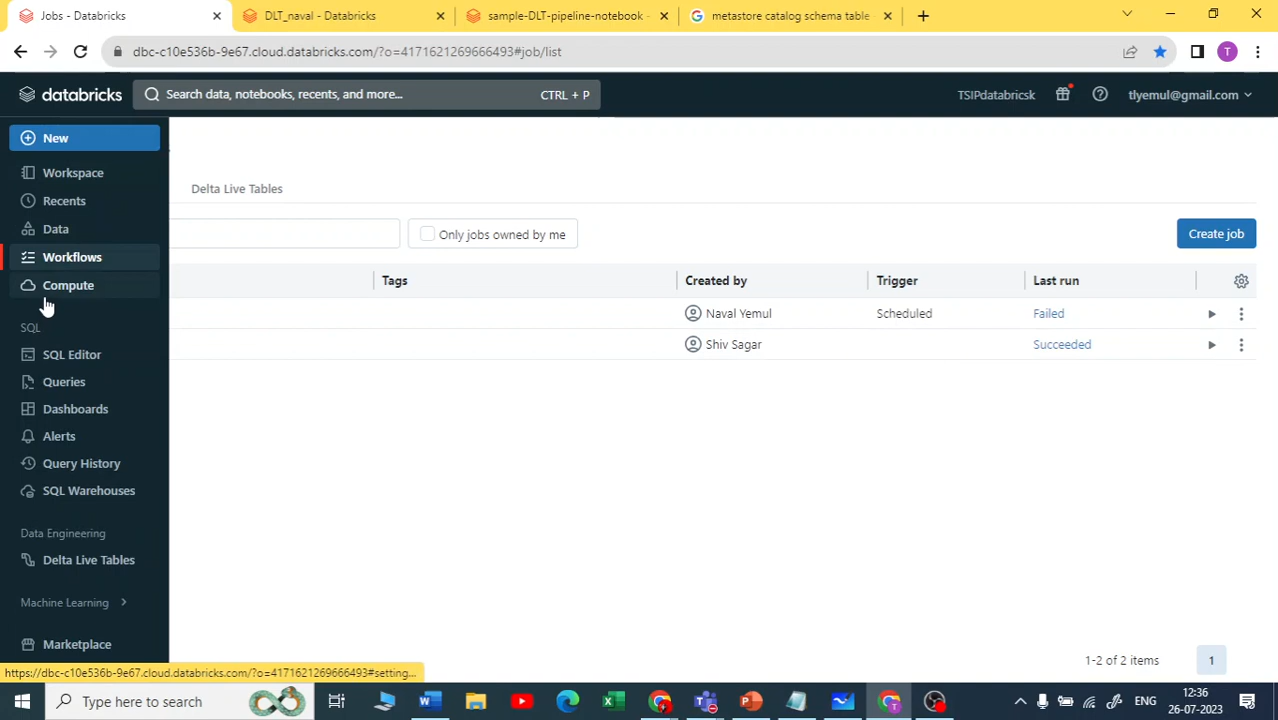 Jobs - Databricks
DLT_naval - Databricks
sample-DLT-pipeline-notebook -
metastore catalog schema table
dbc-c10e536b-9e67.cloud.databricks.com/?o=4171621269666493#job/list
T
databricks
Search data, notebooks, recents, and more...
CTRL + P
TSIPdatabricsk
tlyemul@gmail.com
New
Workspace
Recents
Data
Workflows
Compute
SQL
SQL Editor
Queries
Dashboards
Alerts
Query History
SQL Warehouses
Data Engineering
Delta Live Tables
Machine Learning
Marketplace
Delta Live Tables
Only jobs owned by me
Create job
Tags
Created by
Trigger
Last run
Naval Yemul
Scheduled
Failed
Shiv Sagar
Succeeded
1-2 of 2 items
1
https://dbc-c10e536b-9e67.cloud.databricks.com/?o=4171621269666493#setting...
Type here to search
ENG
12:36
26-07-2023